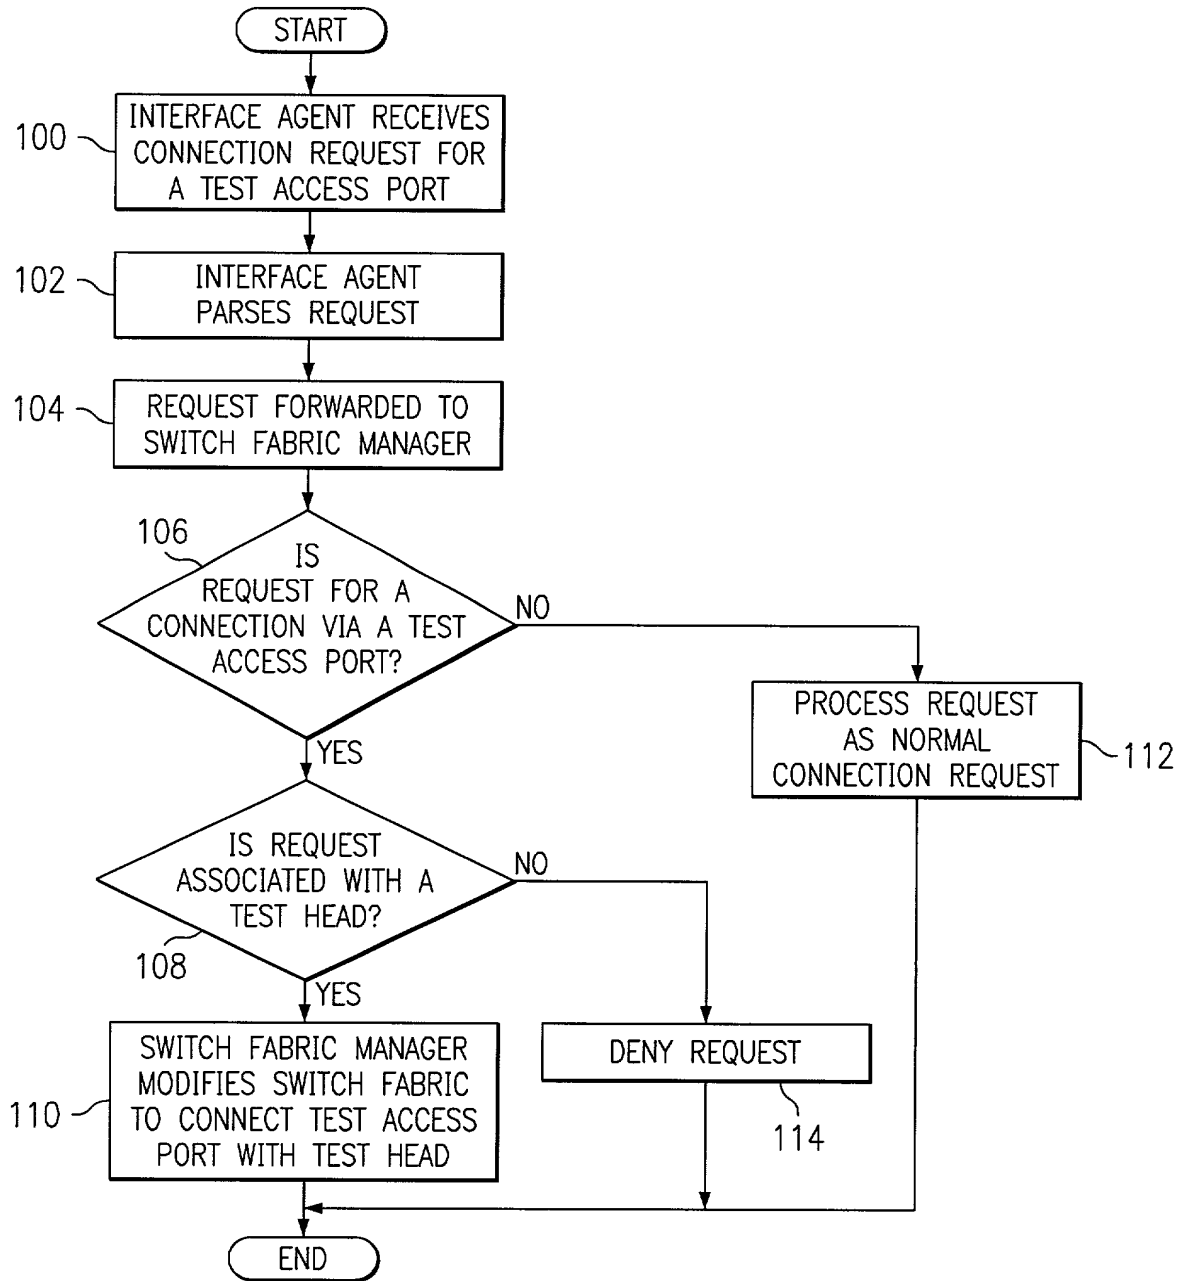 START
100
INTERFACE AGENT RECEIVES
CONNECTION REQUEST FOR
A TEST ACCESS PORT
102
INTERFACE AGENT
PARSES REQUEST
104
REQUEST FORWARDED TO
SWITCH FABRIC MANAGER
106
IS
REQUEST FOR A
CONNECTION VIA A TEST
ACCESS PORT?
NO
YES
PROCESS REQUEST
AS NORMAL
CONNECTION REQUEST
112
IS REQUEST
ASSOCIATED WITH A
TEST HEAD?
NO
108
YES
110
SWITCH FABRIC MANAGER
MODIFIES SWITCH FABRIC
TO CONNECT TEST ACCESS
PORT WITH TEST HEAD
DENY REQUEST
114
END